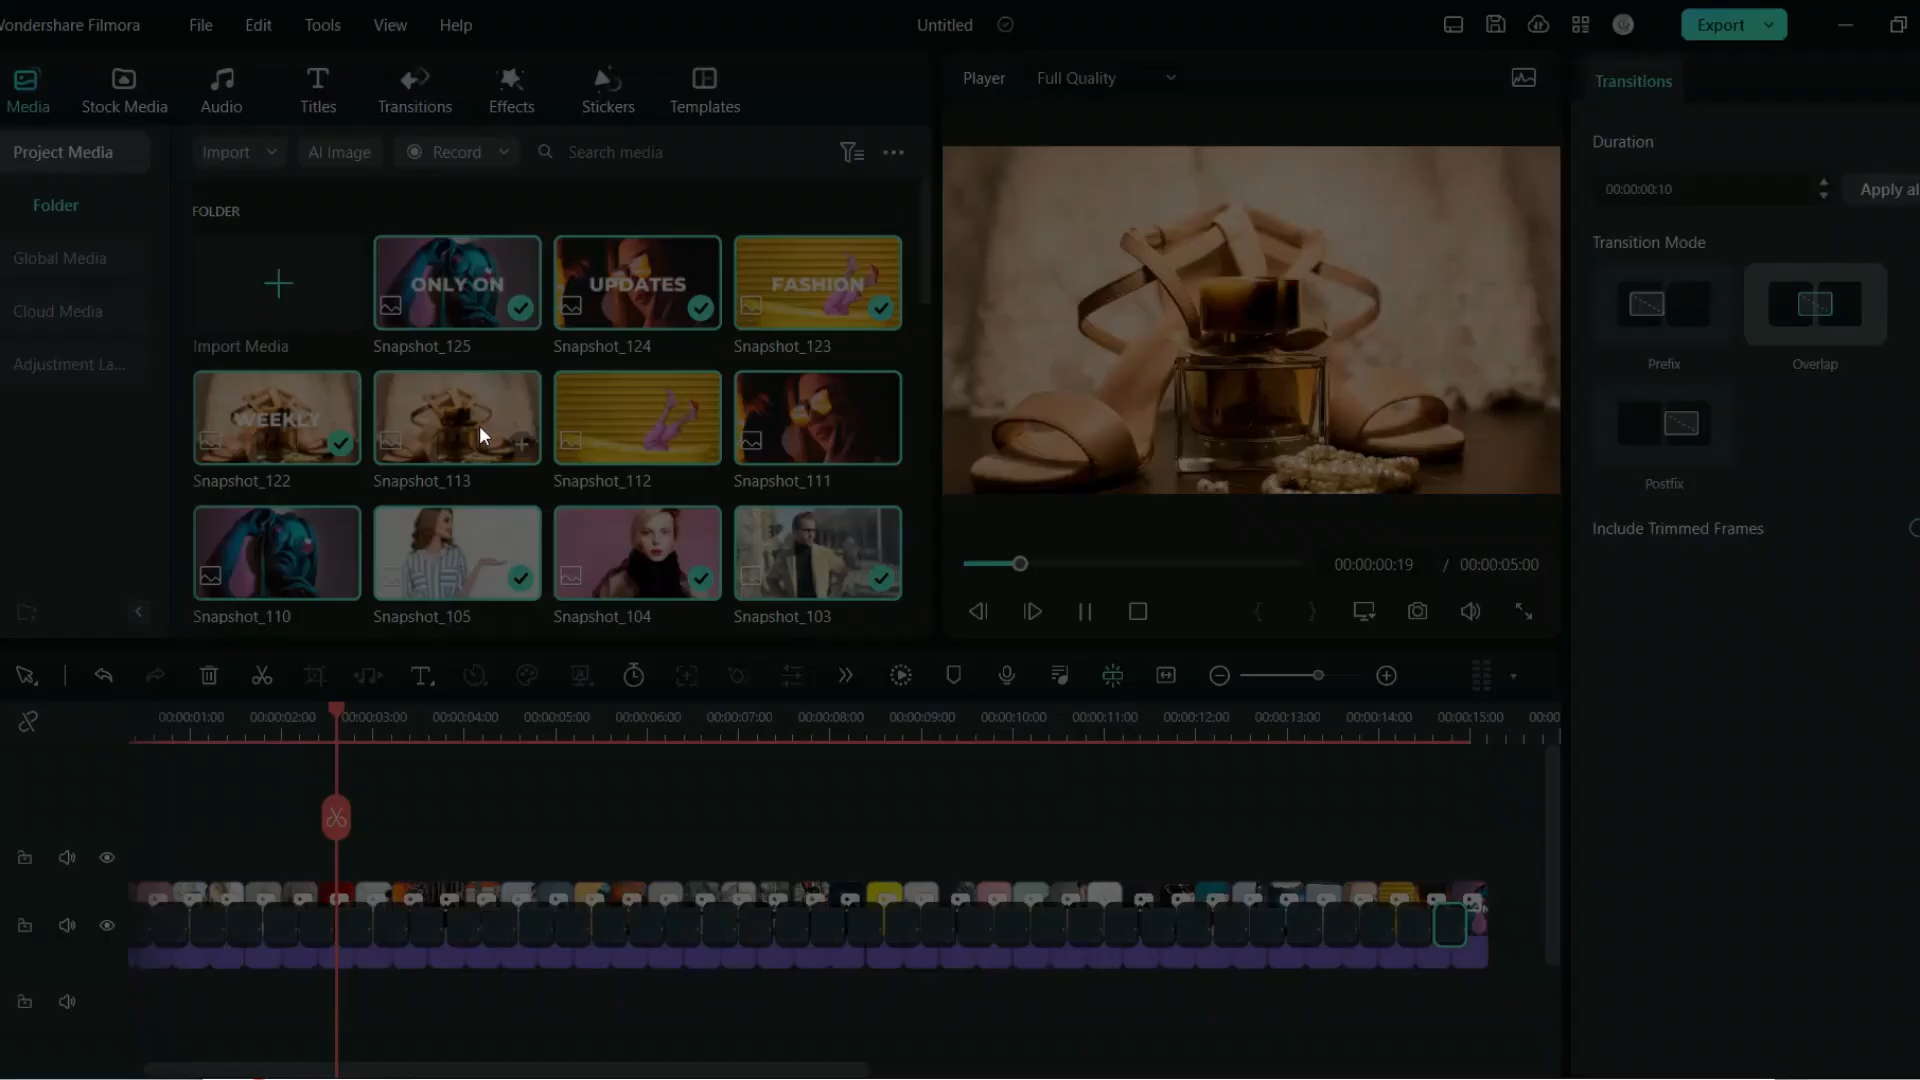 Wondershare Filmora
File
Edit
Tools
View
Help
Untitled
Export
Media
Stock Media
Audio
Titles
Transitions
Effects
Stickers
Templates
Player
Full Quality
Transitions
Project Media
Import
AI Image
Record
Search media
Folder
Global Media
Cloud Media
Adjustment La...
FOLDER
Import Media
ONLY ON
Snapshot_125
UPDATES
Snapshot_124
FASHION
Snapshot_123
WEEKLY
Snapshot_122
Snapshot_113
Snapshot_112
Snapshot_111
Snapshot_110
Snapshot_105
Snapshot_104
Snapshot_103
00:00:00:19 / 00:00:05:00
Duration
00:00:00:10
Apply al
Transition Mode
Prefix
Overlap
Postfix
Include Trimmed Frames
00:00:01:00
00:00:02:00
00:00:03:00
00:00:04:00
00:00:05:00
00:00:06:00
00:00:07:00
00:00:08:00
00:00:09:00
00:00:10:00
00:00:11:00
00:00:12:00
00:00:13:00
00:00:14:00
00:00:15:00
00:00